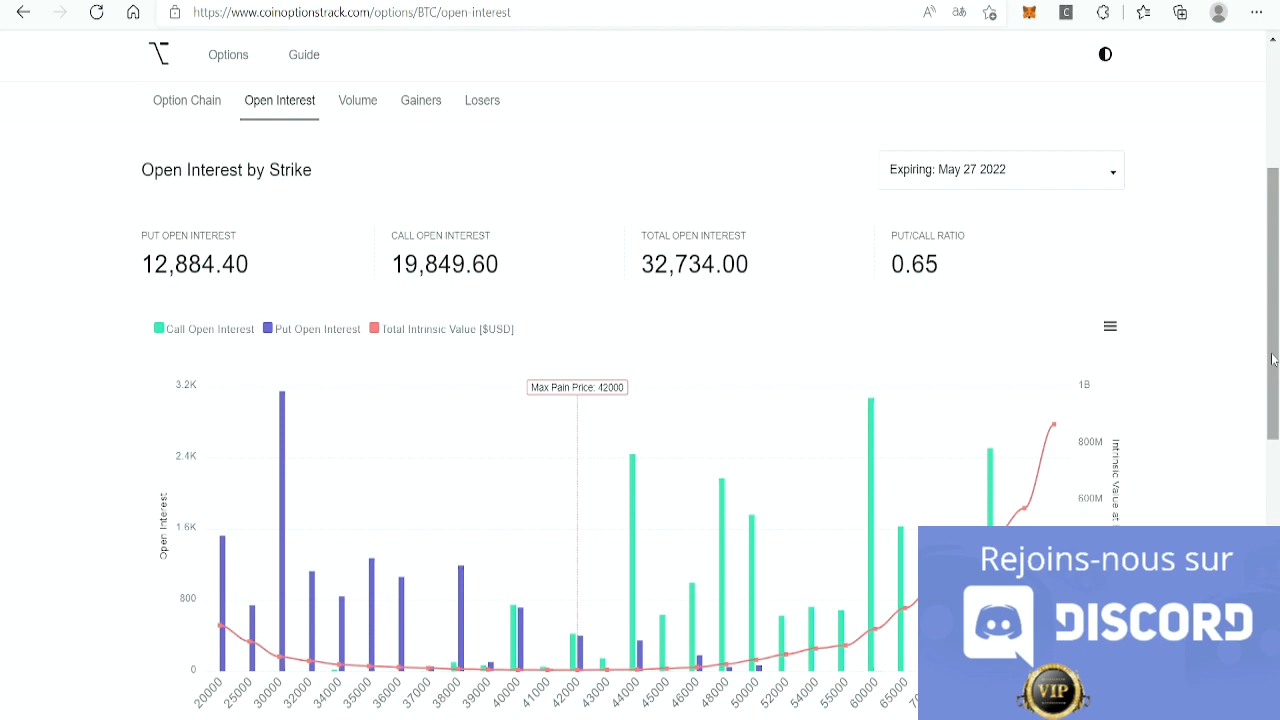 https://www.coinoptionstrack.com/options/BTC/open-interest
Options Guide
Option Chain Open Interest Volume Gainers Losers
Open Interest by Strike
Expiring: May 27 2022
PUT OPEN INTEREST CALL OPEN INTEREST TOTAL OPEN INTEREST PUT/CALL RATIO
12,884.40 19,849.60 32,734.00 0.65
Call Open Interest Put Open Interest Total Intrinsic Value [$USD]
Max Pain Price: 42000
3.2K
2.4K
1.6K
800
0
Open Interest
1B
800M
600M
Intrinsic Value at
20000 25000 30000 32000 34000 36000 37000 39000 40000 41000 42000 43000 45000 46000 48000 50000 52000 54000 55000 60000 65000
Rejoins-nous sur
DISCORD
VIP